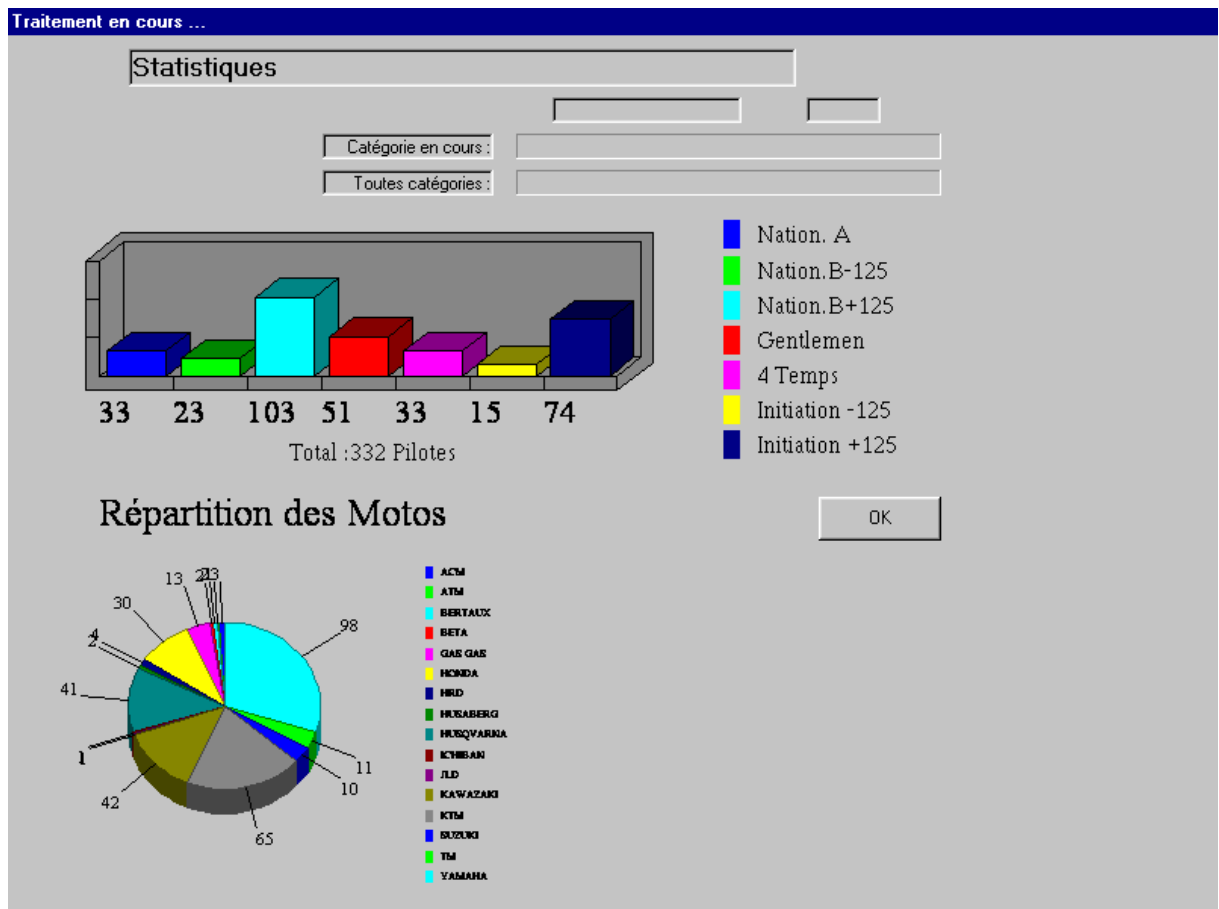 Traitement en cours ...
Statistiques
Catégorie en cours :
Toutes catégories :
Nation. A
Nation.B-125
Nation.B+125
Gentlemen
4 Temps
Initiation -125
Initiation +125
33 23 103 51 33 15 74
Total :332 Pilotes
Répartition des Motos
OK
13
30
98
4
2
41
1
42
65
10
11
ACM
ATM
BERTAUX
BETA
GAS GAS
HONDA
HRD
HUSABERG
HUSQVARNA
ICHIBAN
JLD
KAWAZAKI
KTM
SUZUKI
TM
YAMAHA